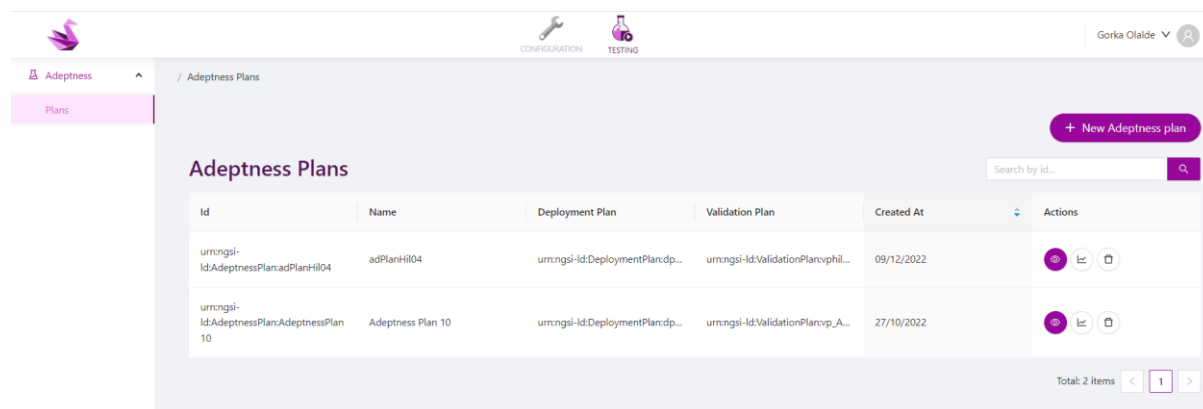 CONFIGURATION
TESTING
Gorka Olalde
Adeptness
/ Adeptness Plans
Plans
+ New Adeptness plan
Adeptness Plans
Search by id...
Id Name Deployment Plan Validation Plan Created At Actions
urn:ngsi-
ld:AdeptnessPlan:adPlanHil04 adPlanHil04 urn:ngsi-ld:DeploymentPlan:dp... urn:ngsi-ld:ValidationPlan:vphil... 09/12/2022
urn:ngsi-
ld:AdeptnessPlan:AdeptnessPlan Adeptness Plan 10 urn:ngsi-ld:DeploymentPlan:dp... urn:ngsi-ld:ValidationPlan:vp_A... 27/10/2022
10
Total: 2 items < 1 >